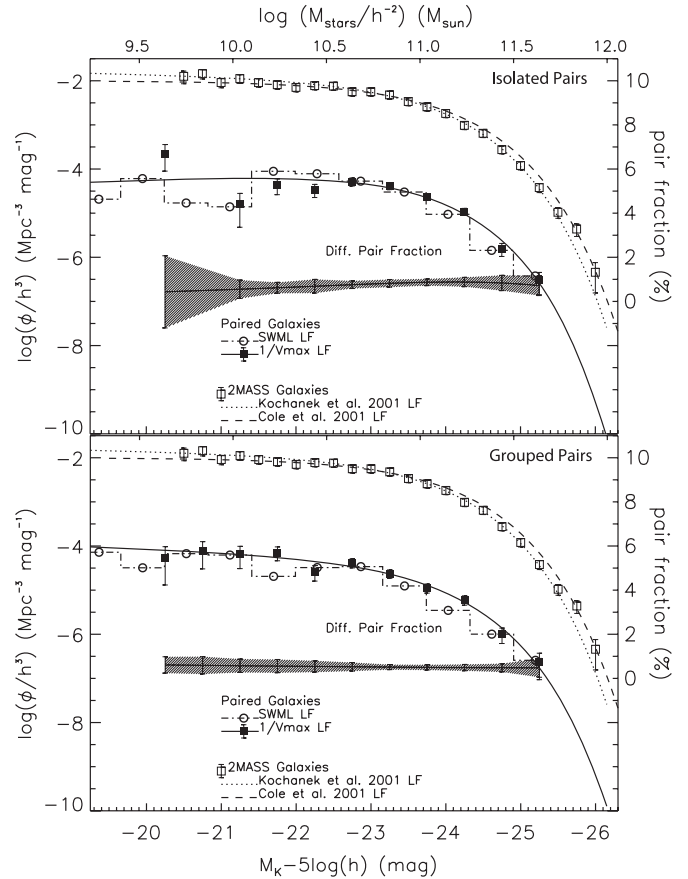 log (M_stars/h⁻²) (M_sun)
9.5 10.0 10.5 11.0 11.5 12.0
Isolated Pairs
−2
−4
−6
−8
−10
log(ϕ/h³) (Mpc⁻³ mag⁻¹)
10
8
6
4
2
0
pair fraction (%)
Diff. Pair Fraction
Paired Galaxies
SWML LF
1/Vmax LF
2MASS Galaxies
Kochanek et al. 2001 LF
Cole et al. 2001 LF
Grouped Pairs
−2
−4
−6
−8
−10
log(ϕ/h³) (Mpc⁻³ mag⁻¹)
10
8
6
4
2
0
pair fraction (%)
Diff. Pair Fraction
Paired Galaxies
SWML LF
1/Vmax LF
2MASS Galaxies
Kochanek et al. 2001 LF
Cole et al. 2001 LF
−20 −21 −22 −23 −24 −25 −26
M_K−5log(h) (mag)